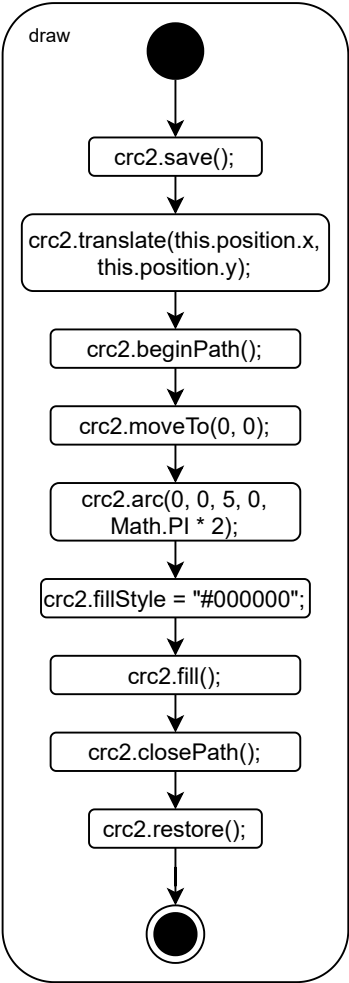 draw
crc2.save();
crc2.translate(this.position.x,
this.position.y);
crc2.beginPath();
crc2.moveTo(0, 0);
crc2.arc(0, 0, 5, 0,
Math.PI * 2);
crc2.fillStyle = "#000000";
crc2.fill();
crc2.closePath();
crc2.restore();